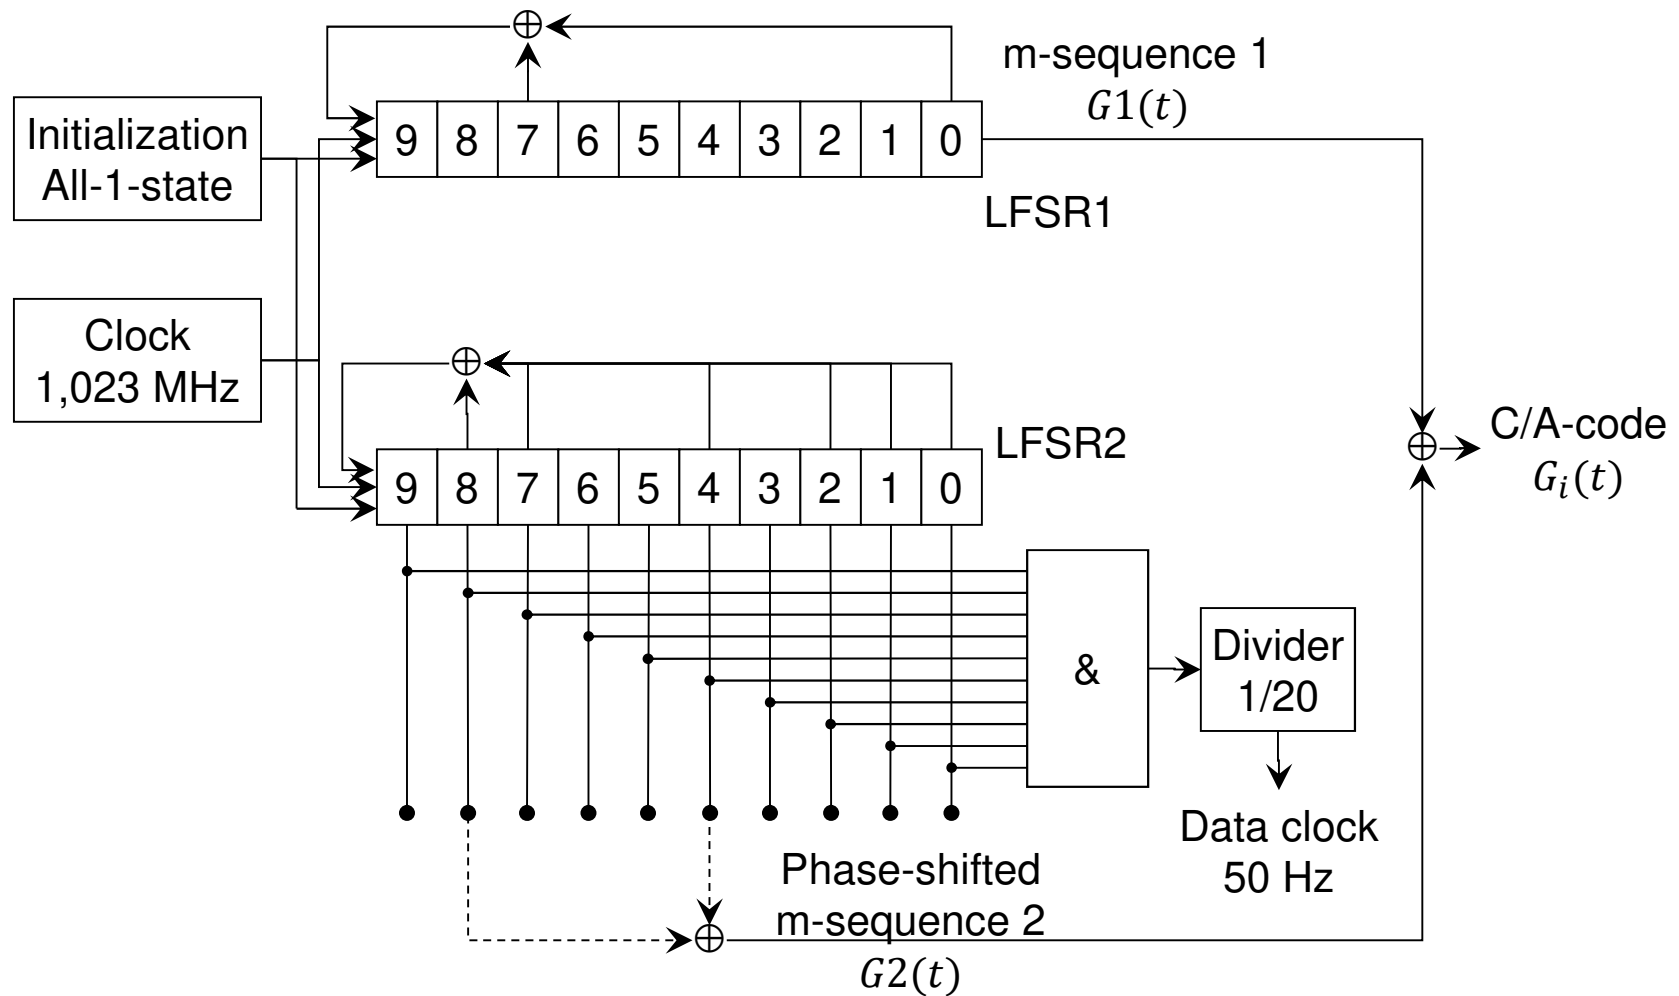 m-sequence 1
G1(t)
Initialization
All-1-state
9 8 7 6 5 4 3 2 1 0
LFSR1
Clock
1,023 MHz
C/A-code
G_i(t)
LFSR2
9 8 7 6 5 4 3 2 1 0
&
Divider
1/20
Data clock
50 Hz
Phase-shifted
m-sequence 2
G2(t)